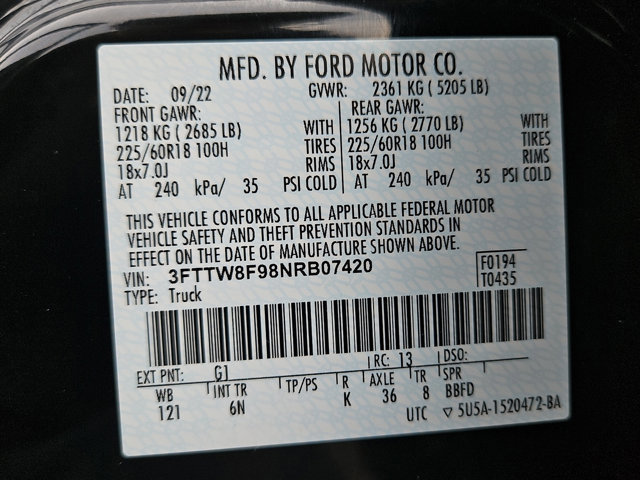 MFD. BY FORD MOTOR CO.
DATE: 09/22 GVWR: 2361 KG ( 5205 LB)
FRONT GAWR: REAR GAWR:
1218 KG ( 2685 LB) WITH 1256 KG ( 2770 LB) WITH
225/60R18 100H TIRES 225/60R18 100H TIRES
18x7.0J RIMS 18x7.0J RIMS
AT 240 kPa/ 35 PSI COLD AT 240 kPa/ 35 PSI COLD
THIS VEHICLE CONFORMS TO ALL APPLICABLE FEDERAL MOTOR
VEHICLE SAFETY AND THEFT PREVENTION STANDARDS IN
EFFECT ON THE DATE OF MANUFACTURE SHOWN ABOVE.
VIN: 3FTTW8F98NRB07420 F0194
TYPE: Truck T0435
EXT PNT: G1 RC: 13 DSO:
WB INT TR TP/PS R AXLE TR SPR
121 6N K 36 8 BBFD
UTC ▽ 5U5A-1520472-BA